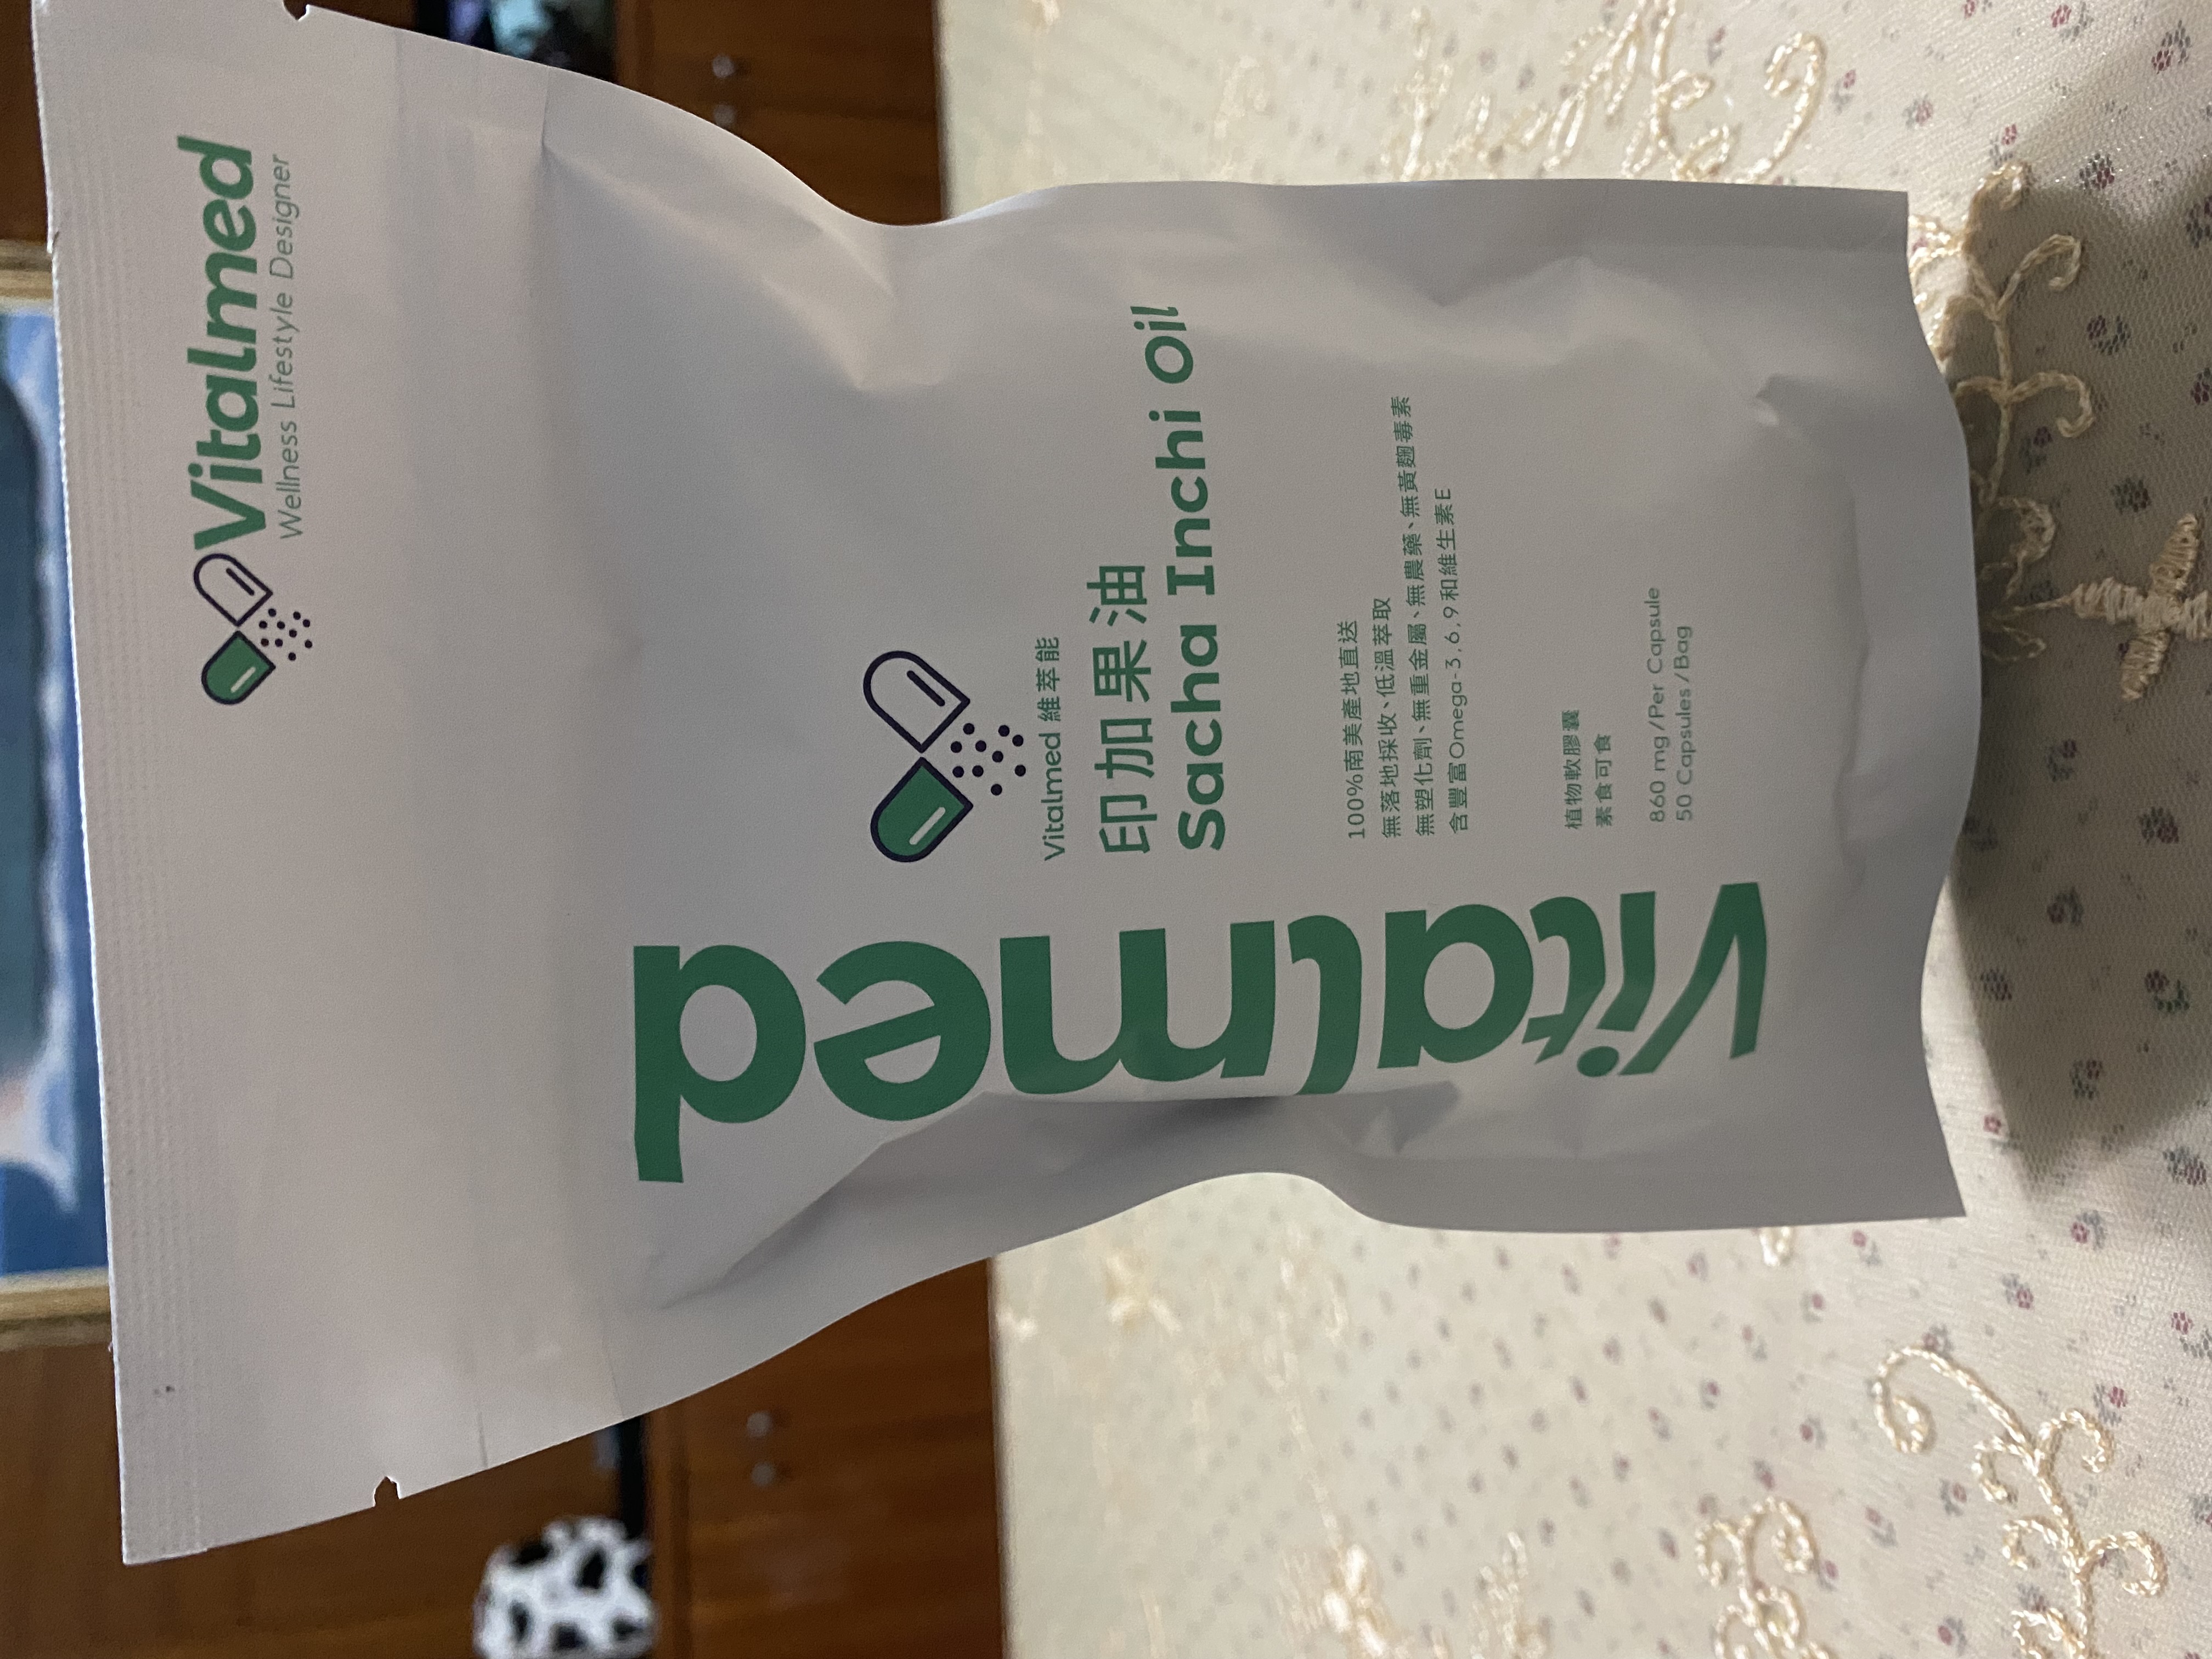 Vitalmed
Wellness Lifestyle Designer
Vitalmed 維萃能
印加果油
Sacha Inchi Oil
100%南美產地直送
無落地採收、低溫萃取
無塑化劑、無重金屬、無農藥、無黃麴毒素
含豐富Omega-3,6,9和維生素E
植物軟膠囊
素食可食
860 mg/Per Capsule
50 Capsules/Bag
Vitalmed